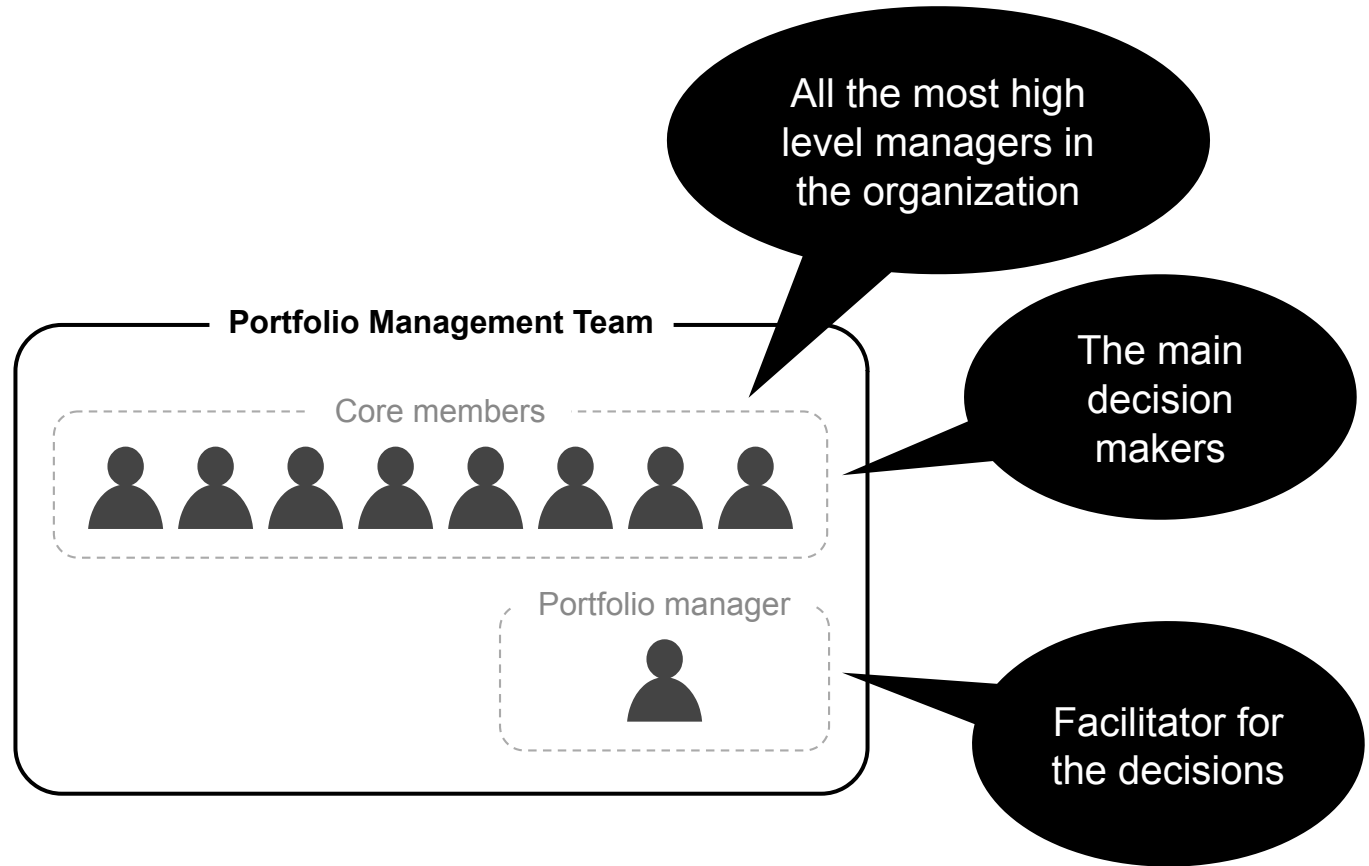 All the most high
level managers in
the organization
Portfolio Management Team
The main
decision
makers
Core members
Portfolio manager
Facilitator for
the decisions